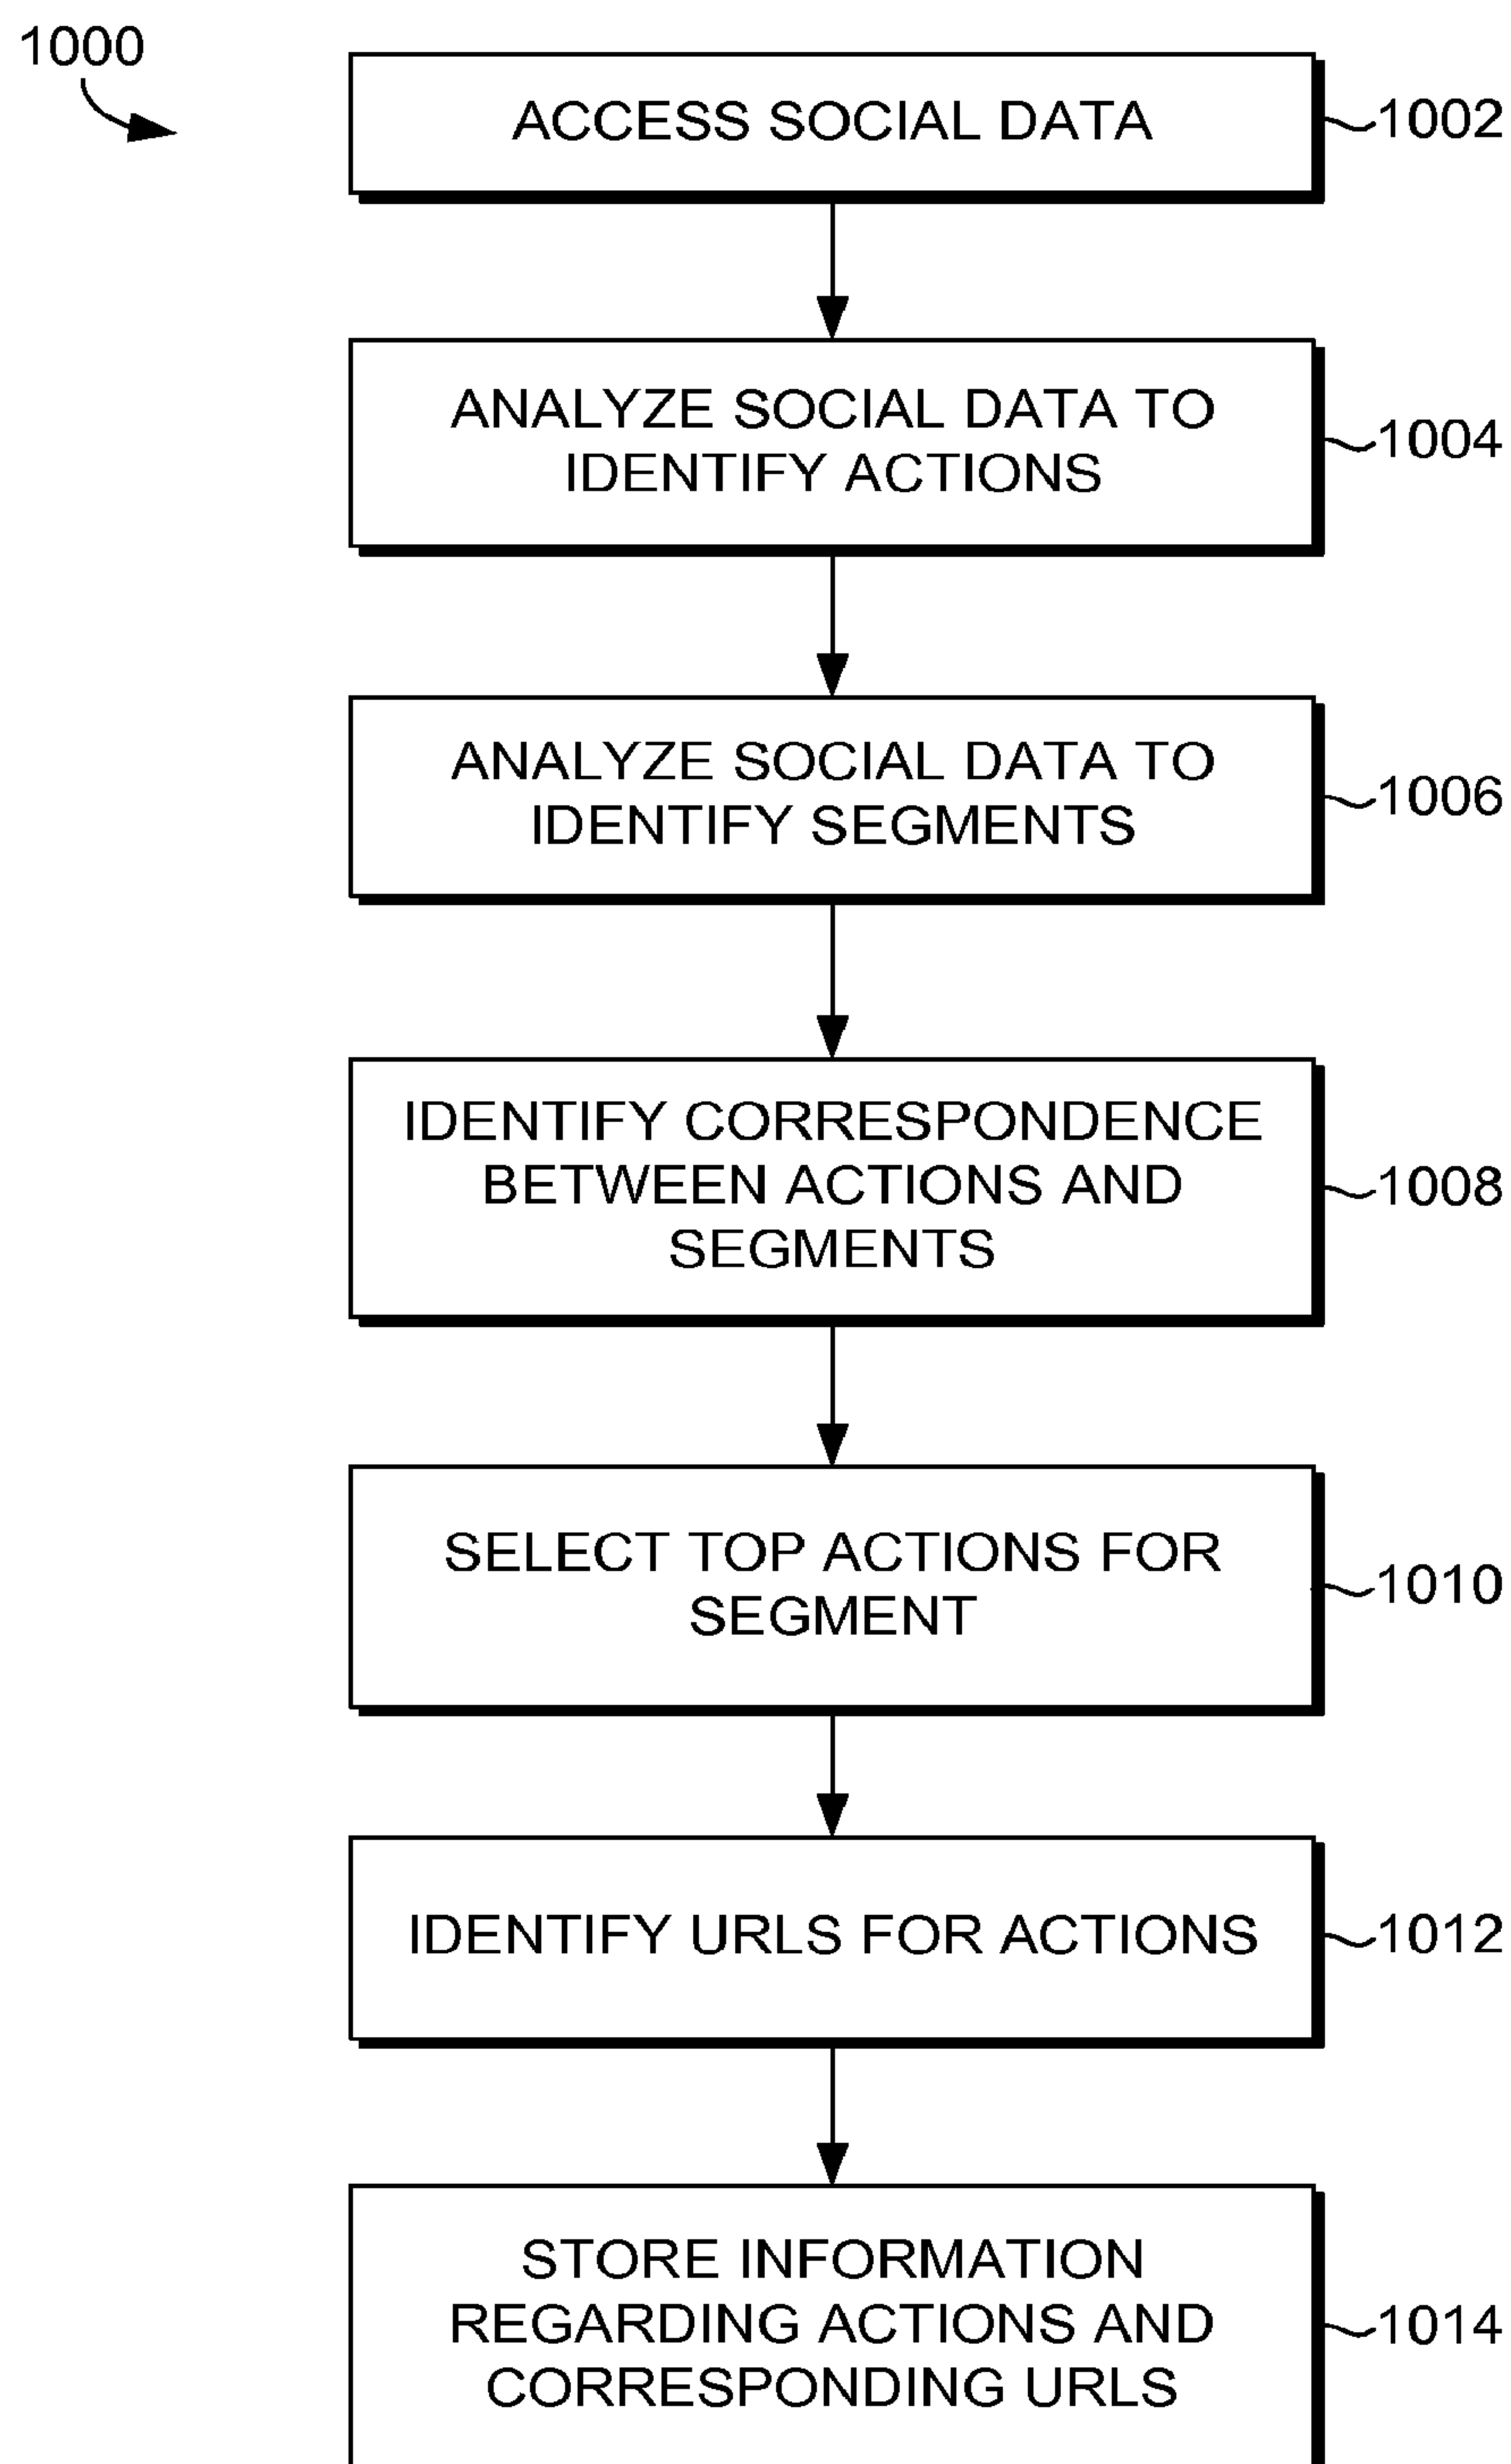 1000
ACCESS SOCIAL DATA
1002
ANALYZE SOCIAL DATA TO
IDENTIFY ACTIONS
1004
ANALYZE SOCIAL DATA TO
IDENTIFY SEGMENTS
1006
IDENTIFY CORRESPONDENCE
BETWEEN ACTIONS AND
SEGMENTS
1008
SELECT TOP ACTIONS FOR
SEGMENT
1010
IDENTIFY URLS FOR ACTIONS
1012
STORE INFORMATION
REGARDING ACTIONS AND
CORRESPONDING URLS
1014